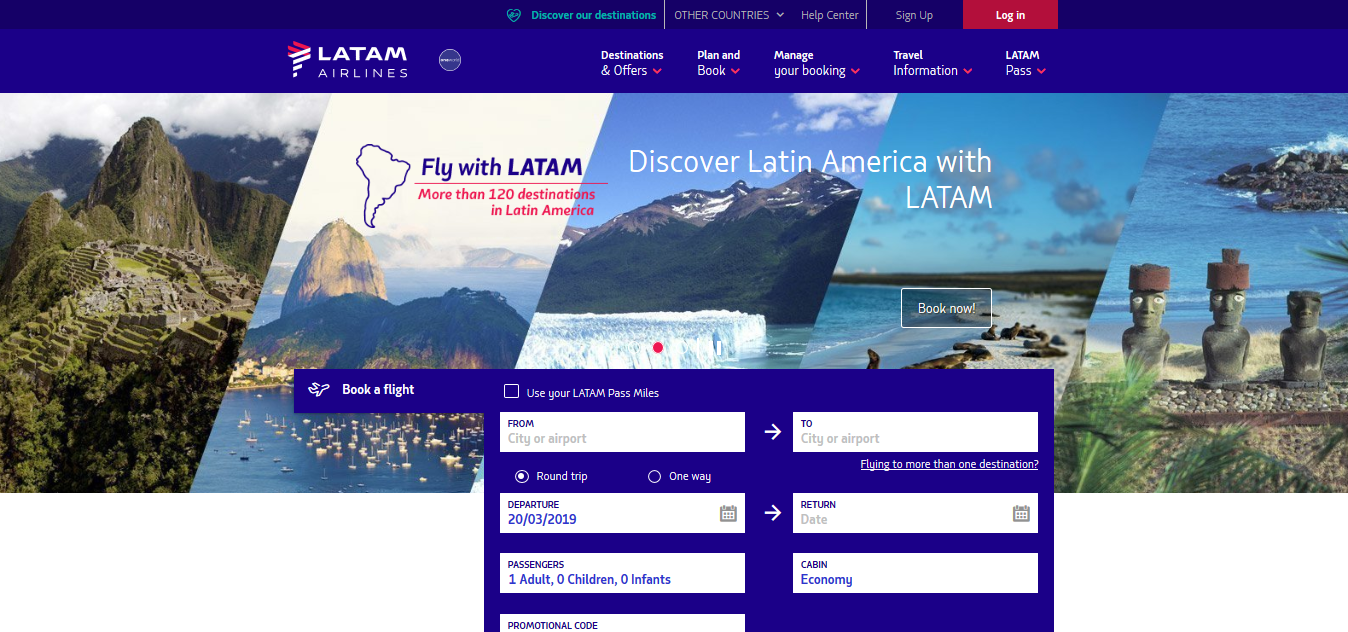 Discover our destinations
OTHER COUNTRIES
Help Center
Sign Up
Log in
LATAM
AIRLINES
Destinations
& Offers
Plan and
Book
Manage
your booking
Travel
Information
LATAM
Pass
Fly with LATAM
More than 120 destinations
in Latin America
Discover Latin America with
LATAM
Book now!
Book a flight
Use your LATAM Pass Miles
FROM
City or airport
TO
City or airport
Flying to more than one destination?
Round trip
One way
DEPARTURE
20/03/2019
RETURN
Date
PASSENGERS
1 Adult, 0 Children, 0 Infants
CABIN
Economy
PROMOTIONAL CODE